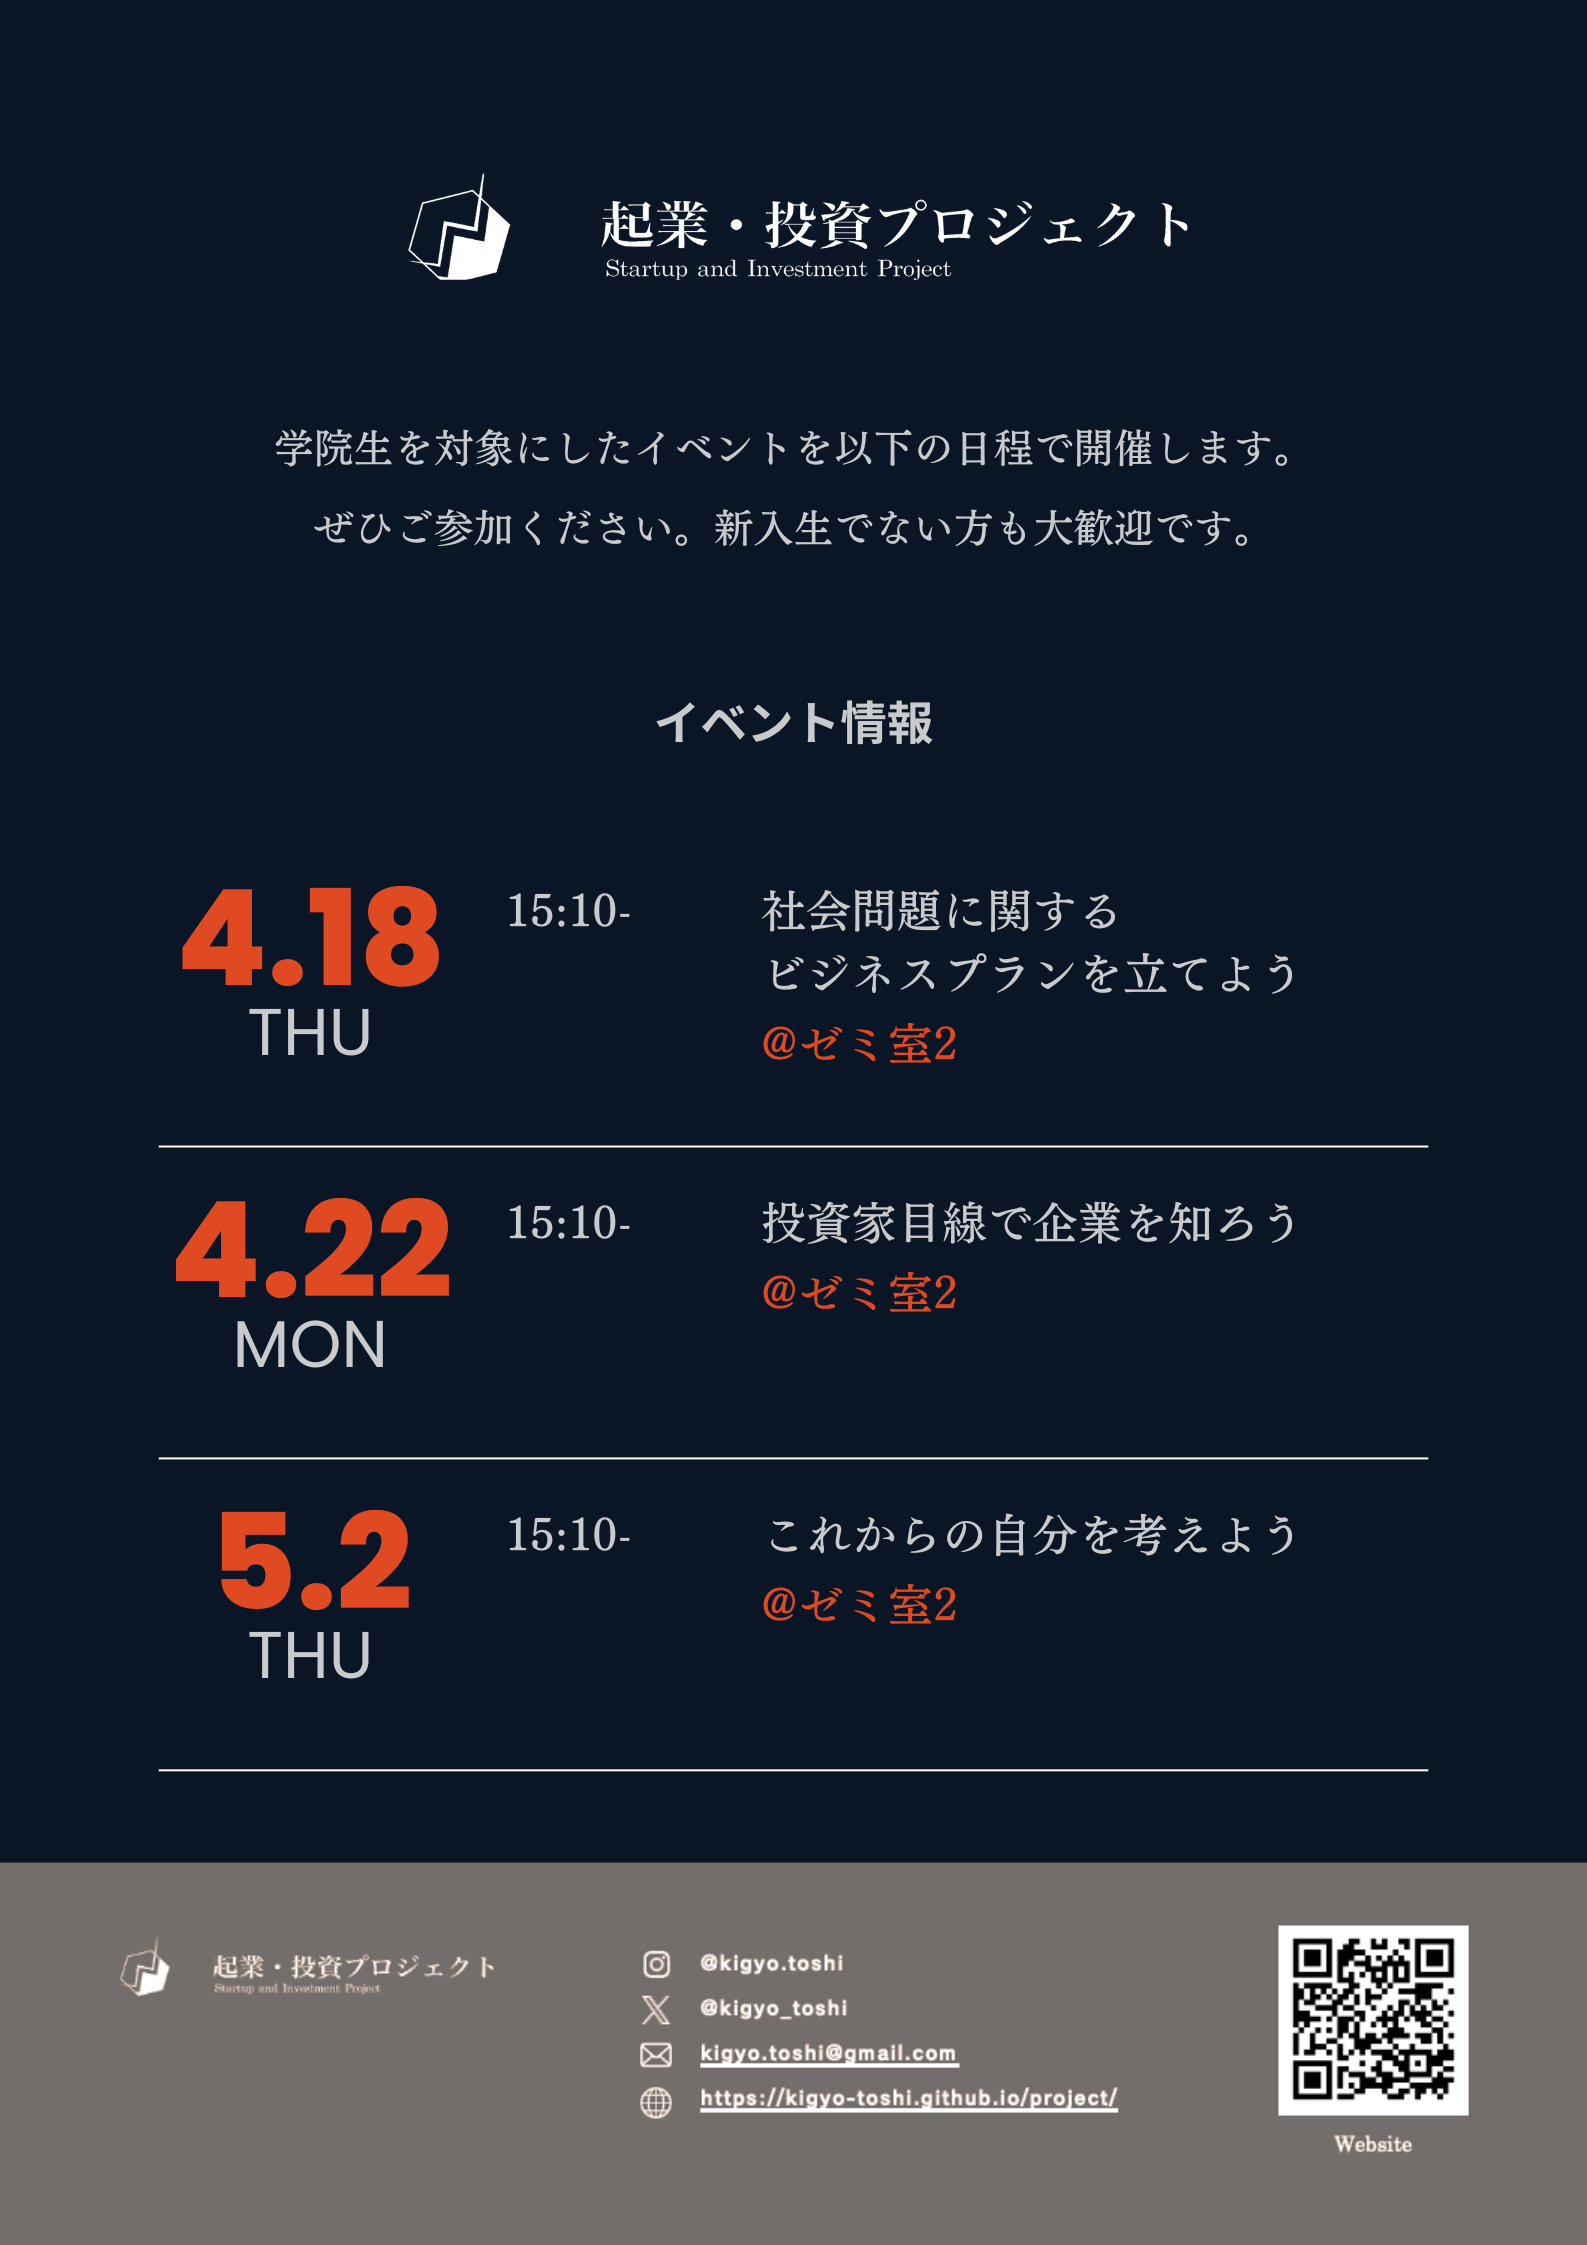 起業・投資プロジェクト
Startup and Investment Project
学院生を対象にしたイベントを以下の日程で開催します。
ぜひご参加ください。新入生でない方も大歓迎です。
イベント情報
4.18
THU
15:10-
社会問題に関する
ビジネスプランを立てよう
@ゼミ室2
4.22
MON
15:10-
投資家目線で企業を知ろう
@ゼミ室2
5.2
THU
15:10-
これからの自分を考えよう
@ゼミ室2
起業・投資プロジェクト
Startup and Investment Project
@kigyo.toshi
@kigyo_toshi
kigyo.toshi@gmail.com
https://kigyo-toshi.github.io/project/
Website